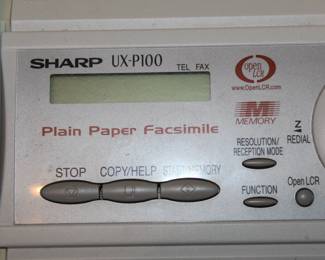 SHARP UX-P100
TEL FAX
Open
LCR
www.OpenLCR.com
M
MEMORY
Plain Paper Facsimile
Z
REDIAL
RESOLUTION/
RECEPTION MODE
STOP COPY/HELP START/MEMORY
FUNCTION
Open LCR